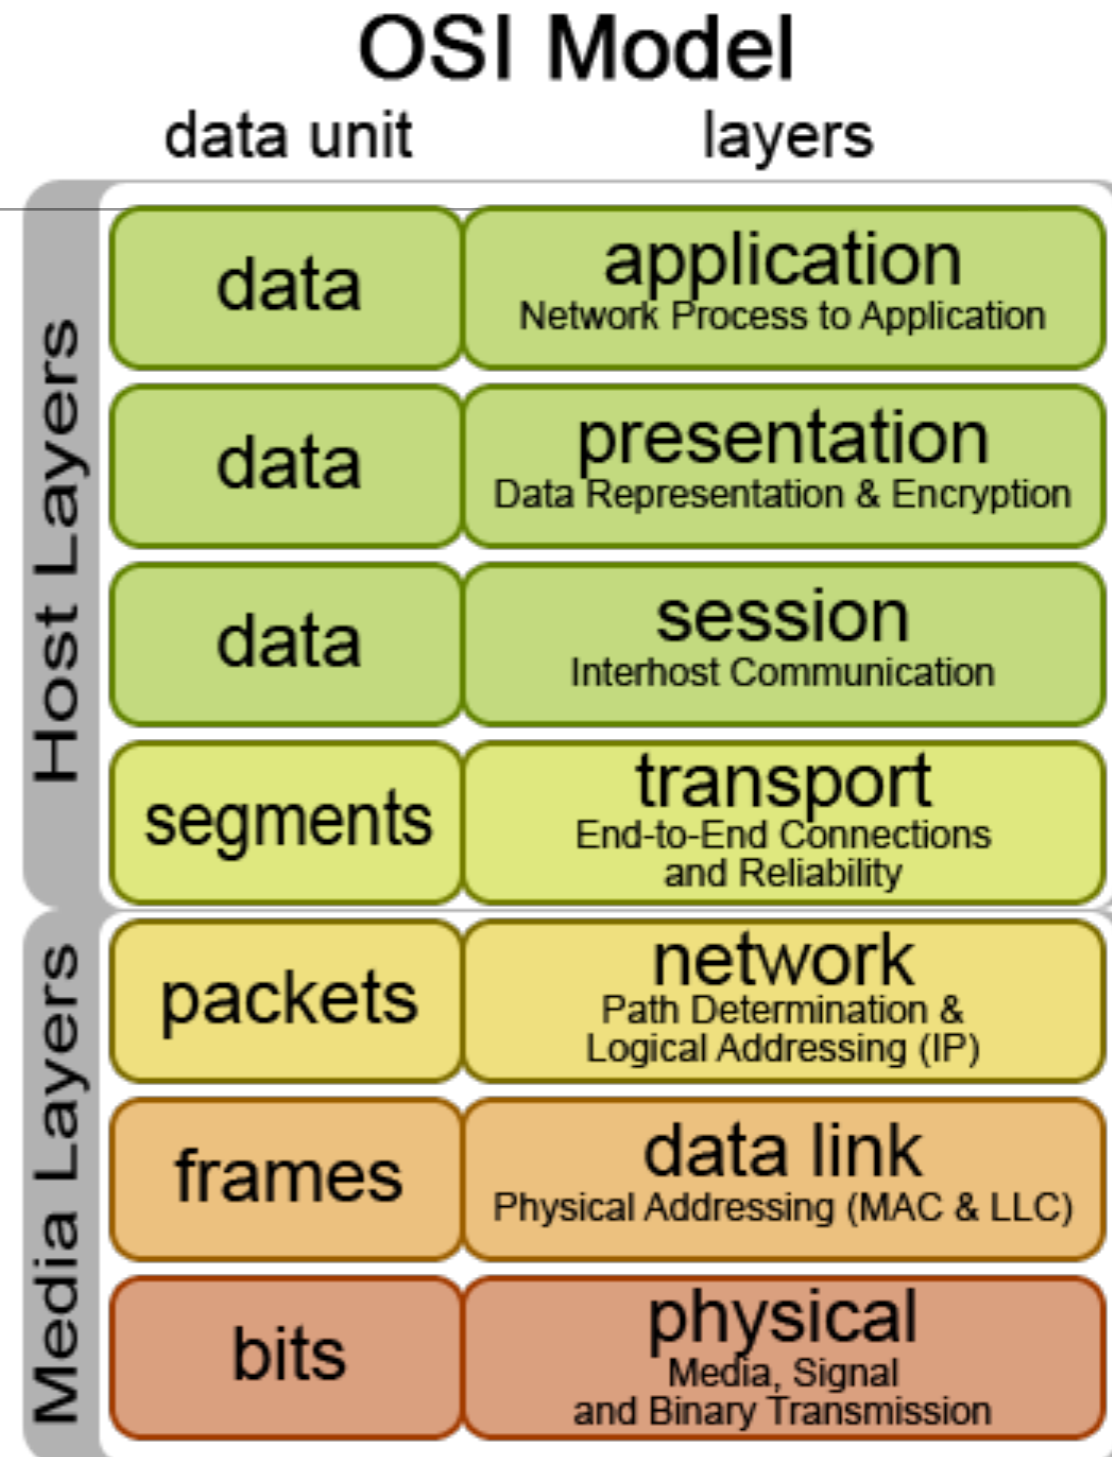 OSI Model
data unit layers
Host Layers
data application
Network Process to Application
data presentation
Data Representation & Encryption
data session
Interhost Communication
segments transport
End-to-End Connections
and Reliability
Media Layers
packets network
Path Determination &
Logical Addressing (IP)
frames data link
Physical Addressing (MAC & LLC)
bits physical
Media, Signal
and Binary Transmission